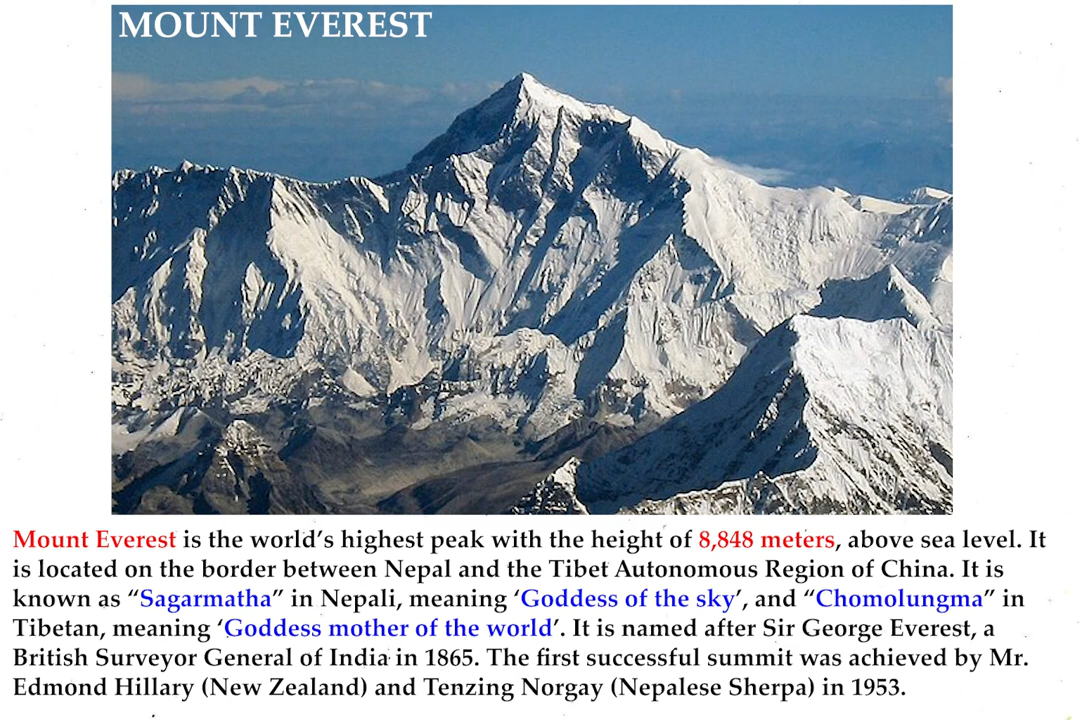 MOUNT EVEREST
Mount Everest is the world’s highest peak with the height of 8,848 meters, above sea level. It
is located on the border between Nepal and the Tibet Autonomous Region of China. It is
known as “Sagarmatha” in Nepali, meaning ‘Goddess of the sky’, and “Chomolungma” in
Tibetan, meaning ‘Goddess mother of the world’. It is named after Sir George Everest, a
British Surveyor General of India in 1865. The first successful summit was achieved by Mr.
Edmond Hillary (New Zealand) and Tenzing Norgay (Nepalese Sherpa) in 1953.